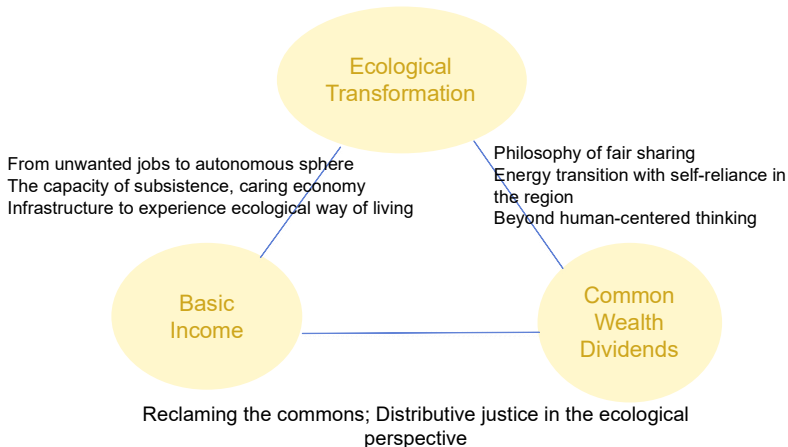 Ecological
Transformation
From unwanted jobs to autonomous sphere
The capacity of subsistence, caring economy
Infrastructure to experience ecological way of living
Philosophy of fair sharing
Energy transition with self-reliance in
the region
Beyond human-centered thinking
Basic
Income
Common
Wealth
Dividends
Reclaming the commons; Distributive justice in the ecological
perspective